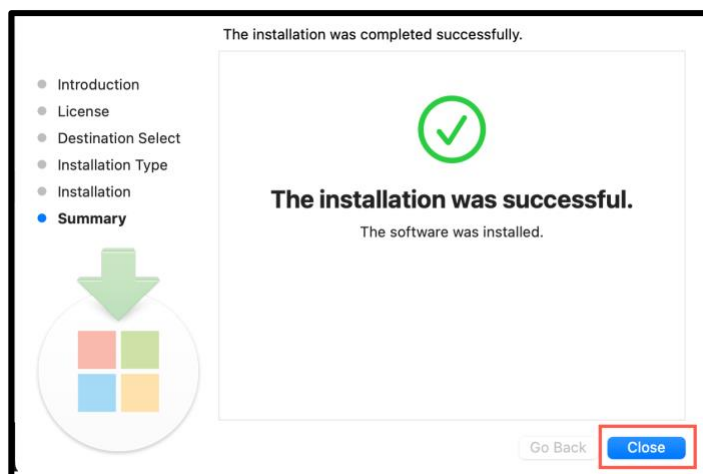 The installation was completed successfully.
Introduction
License
Destination Select
Installation Type
Installation
Summary
The installation was successful.
The software was installed.
Go Back
Close